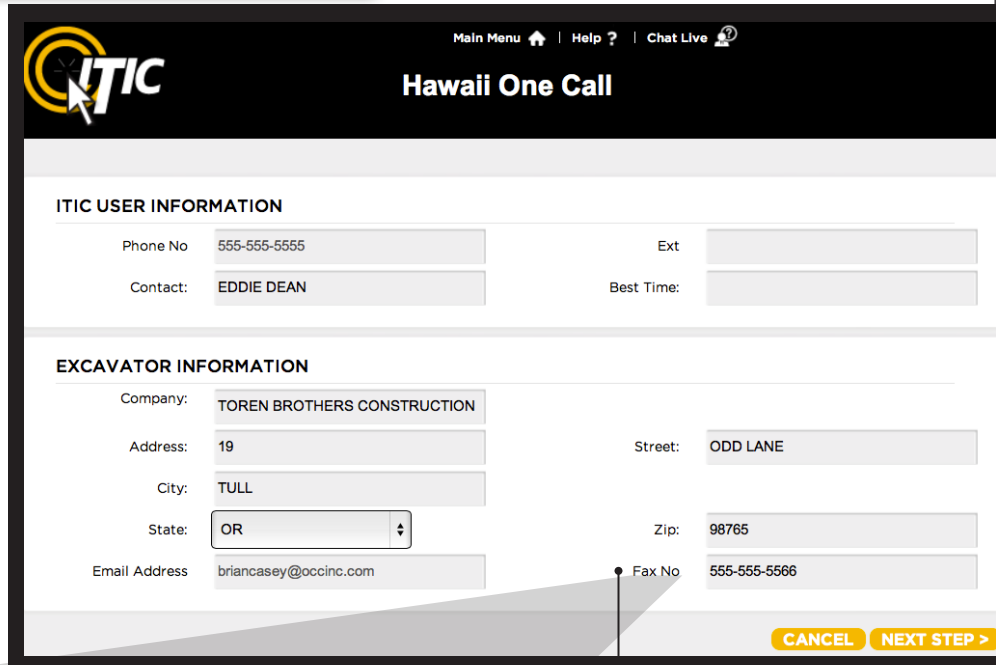 Main Menu | Help ? | Chat Live ?
ITIC
Hawaii One Call
ITIC USER INFORMATION
Phone No 555-555-5555 Ext
Contact: EDDIE DEAN Best Time:
EXCAVATOR INFORMATION
Company: TOREN BROTHERS CONSTRUCTION
Address: 19 Street: ODD LANE
City: TULL
State: OR Zip: 98765
Email Address briancasey@occinc.com Fax No 555-555-5566
CANCEL NEXT STEP >